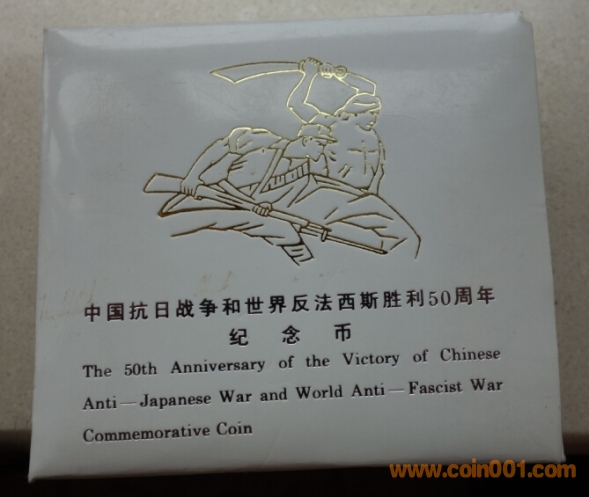 中国抗日战争和世界反法西斯胜利50周年
纪念币
The 50th Anniversary of the Victory of Chinese
Anti—Japanese War and World Anti—Fascist War
Commemorative Coin
www.coin001.com